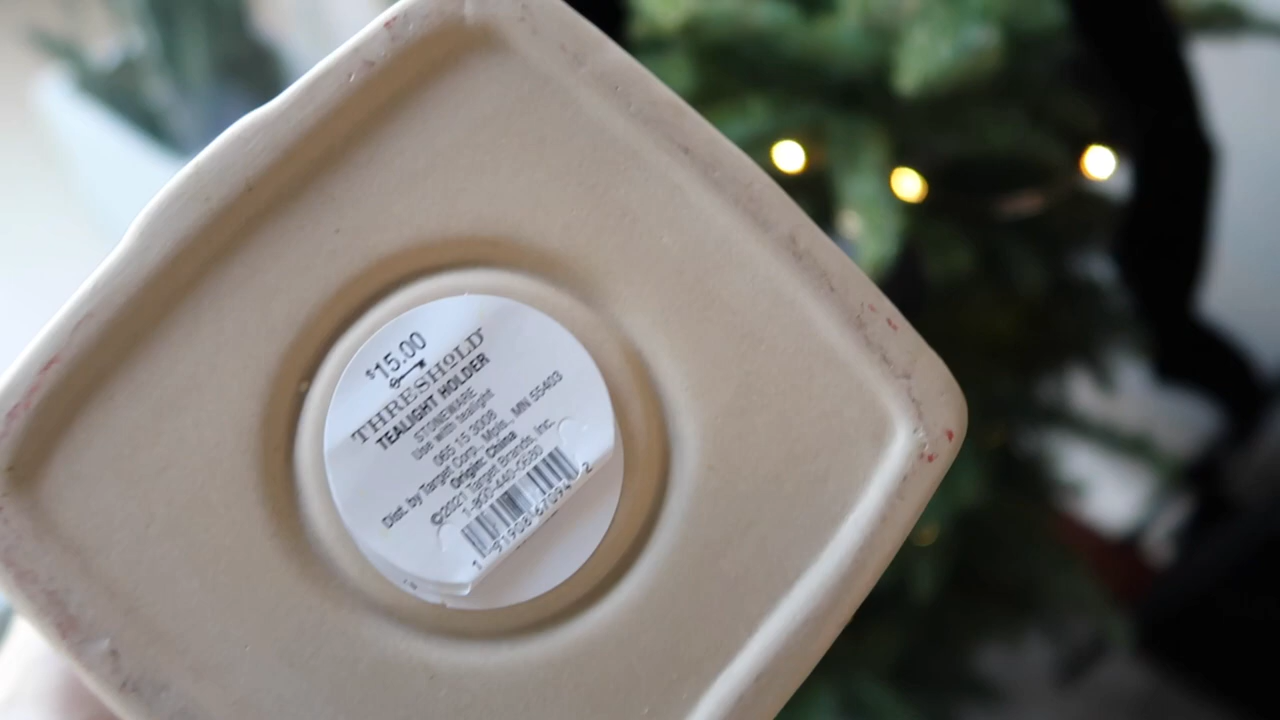 $15.00
THRESHOLD
TEALIGHT HOLDER
STONEWARE
Use with tealight
065 15 3008
Dist. by Target Corp., Mpls., MN 55403
Origin: China
©2021 Target Brands, Inc.
1-800-440-0680